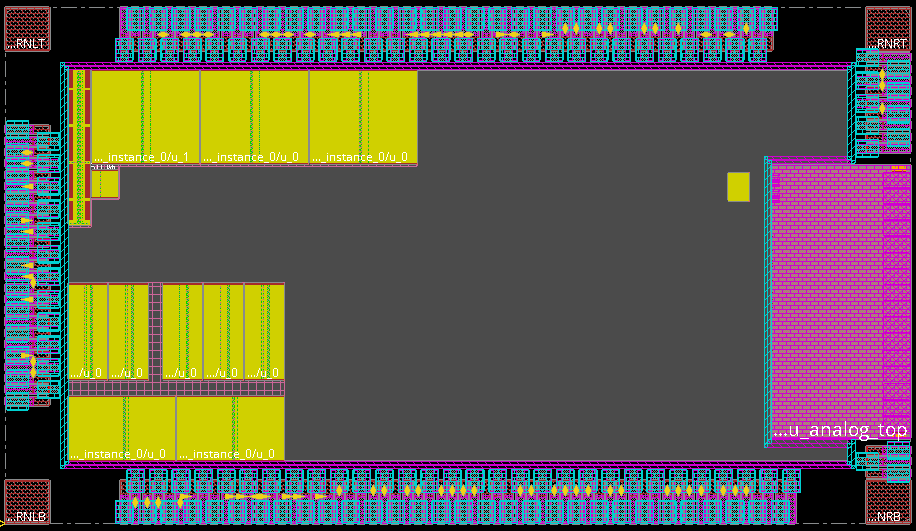 ...RNLT
...RNRT
..._instance_0/u_1
..._instance_0/u_0
..._instance_0/u_0
.../u_0
.../u_0
.../u_0
.../u_0
.../u_0
...u_analog_top
..._instance_0/u_0
..._instance_0/u_0
...RNLB
...RNRB